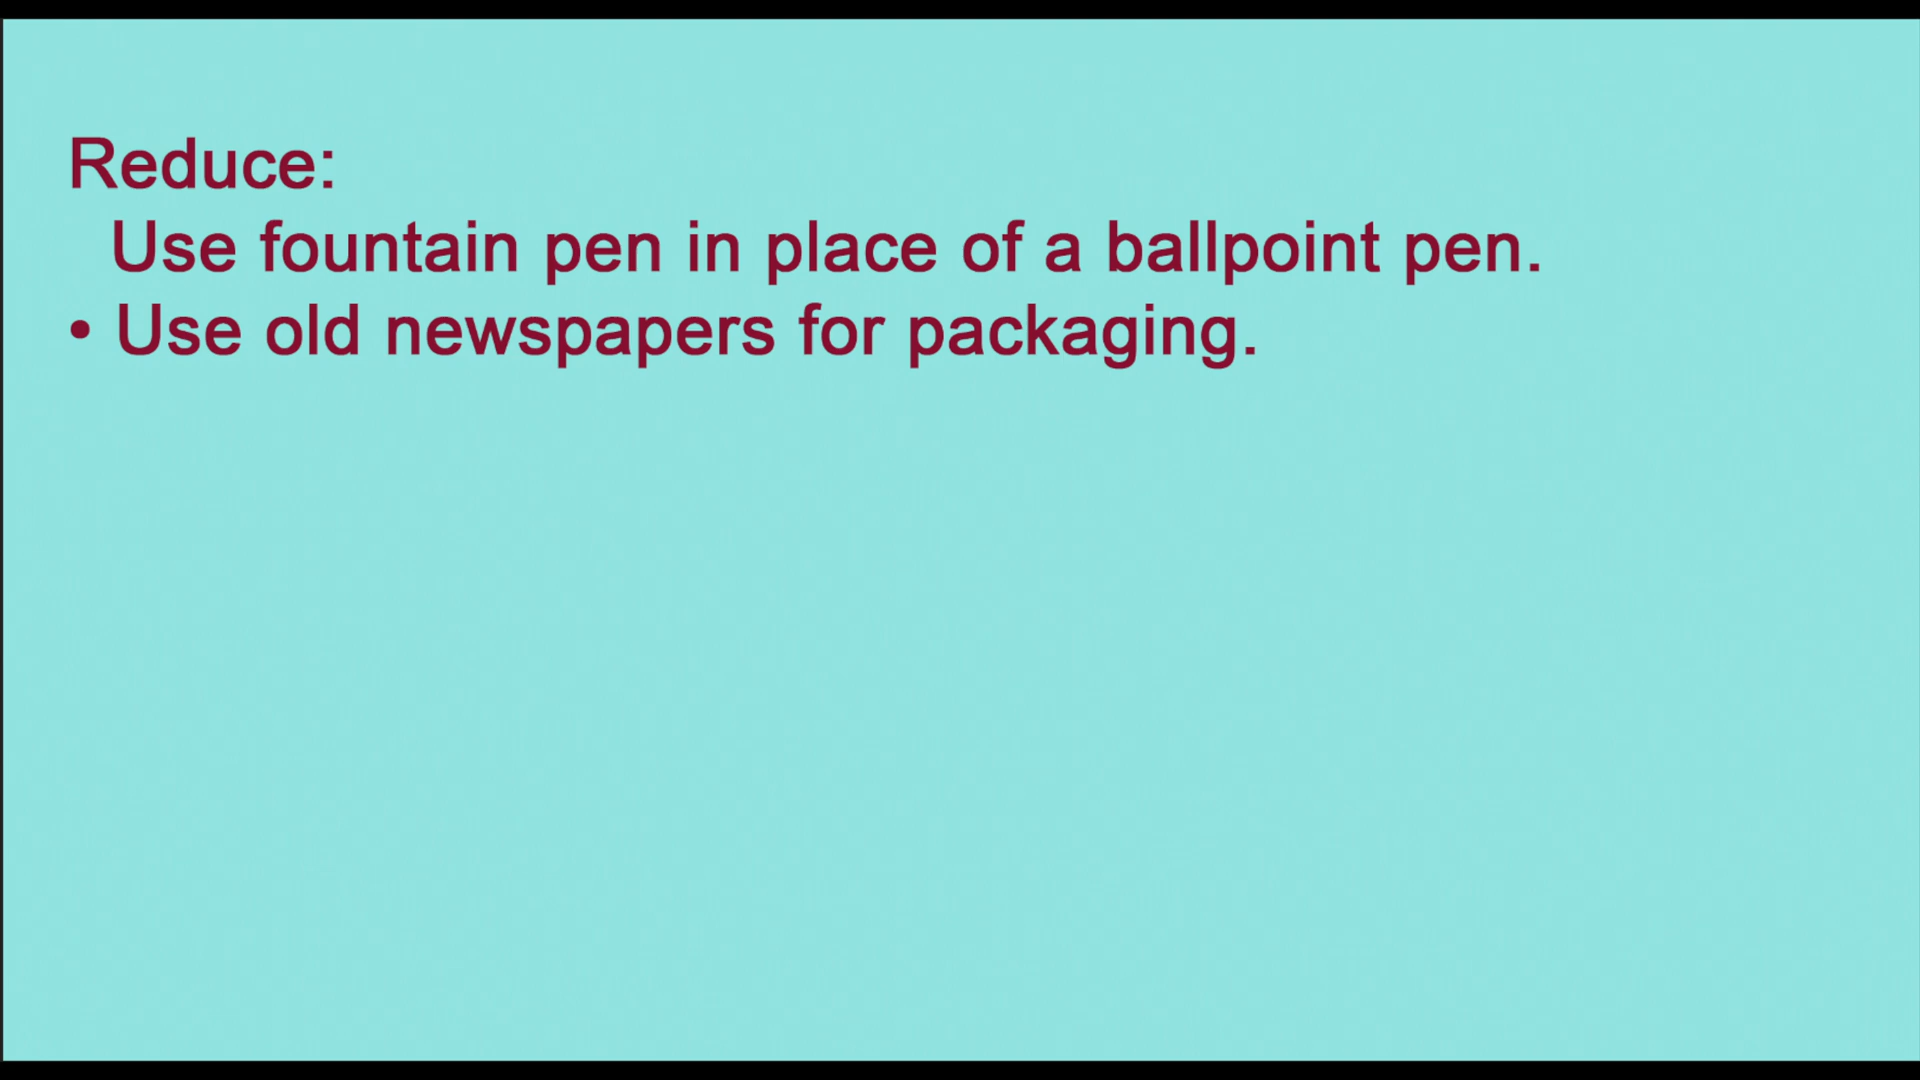 Reduce:
Use fountain pen in place of a ballpoint pen.
• Use old newspapers for packaging.